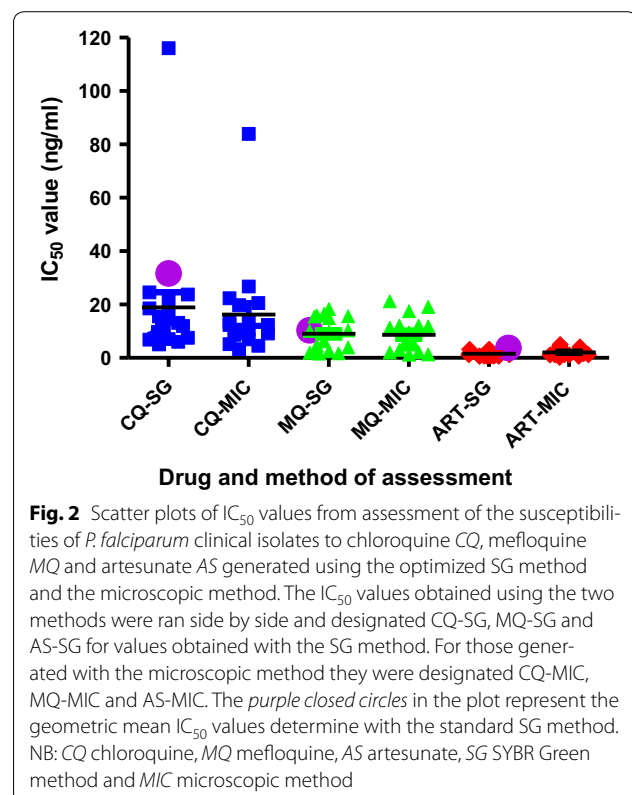 120
100
80
60
40
20
0
IC50 value (ng/ml)
CQ-SG
CQ-MIC
MQ-SG
MQ-MIC
ART-SG
ART-MIC
Drug and method of assessment
Fig. 2 Scatter plots of IC50 values from assessment of the susceptibili-
ties of P. falciparum clinical isolates to chloroquine CQ, mefloquine
MQ and artesunate AS generated using the optimized SG method
and the microscopic method. The IC50 values obtained using the two
methods were ran side by side and designated CQ-SG, MQ-SG and
AS-SG for values obtained with the SG method. For those gener-
ated with the microscopic method they were designated CQ-MIC,
MQ-MIC and AS-MIC. The purple closed circles in the plot represent the
geometric mean IC50 values determine with the standard SG method.
NB: CQ chloroquine, MQ mefloquine, AS artesunate, SG SYBR Green
method and MIC microscopic method